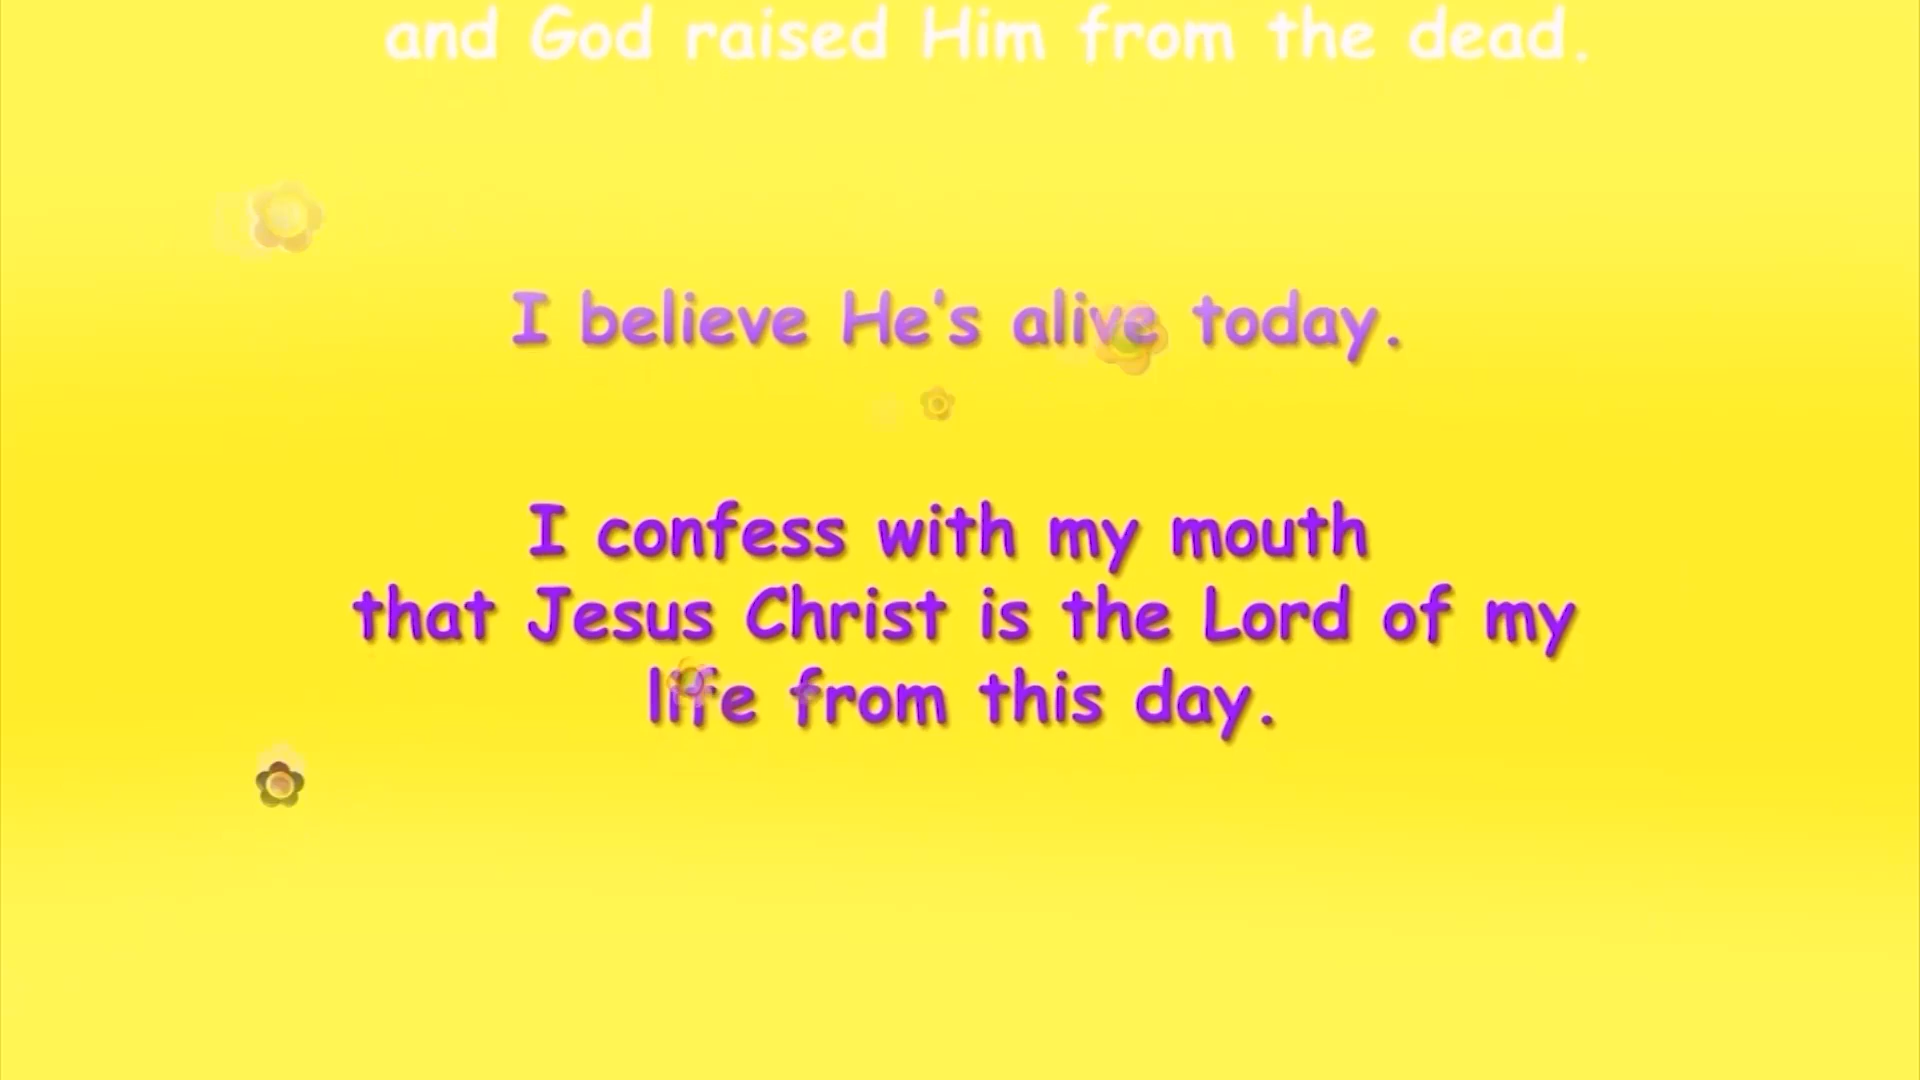 and God raised Him from the dead.
I believe He's alive today.
I confess with my mouth
that Jesus Christ is the Lord of my
life from this day.